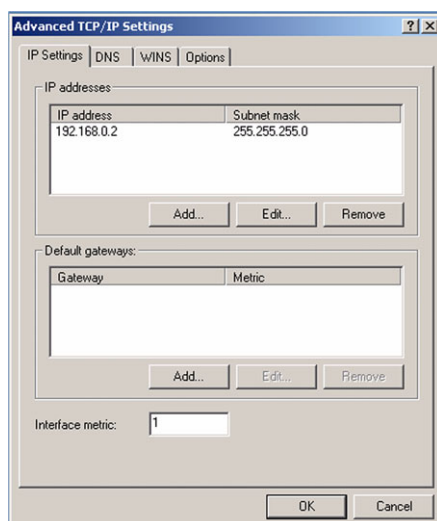 Advanced TCP/IP Settings
IP Settings DNS WINS Options
IP addresses
IP address Subnet mask
192.168.0.2 255.255.255.0
Add... Edit... Remove
Default gateways:
Gateway Metric
Add... Edit... Remove
Interface metric: 1
OK Cancel